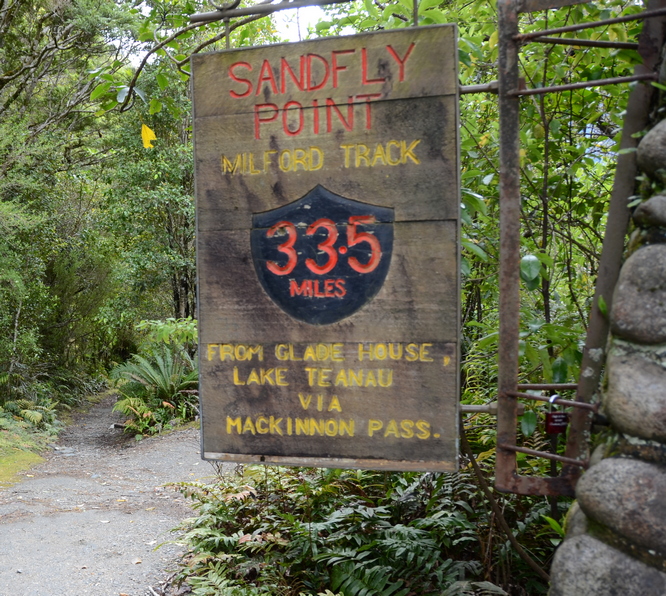 SANDFLY
POINT
MILFORD TRACK
33·5
MILES
FROM GLADE HOUSE,
LAKE TEANAU
VIA
MACKINNON PASS.